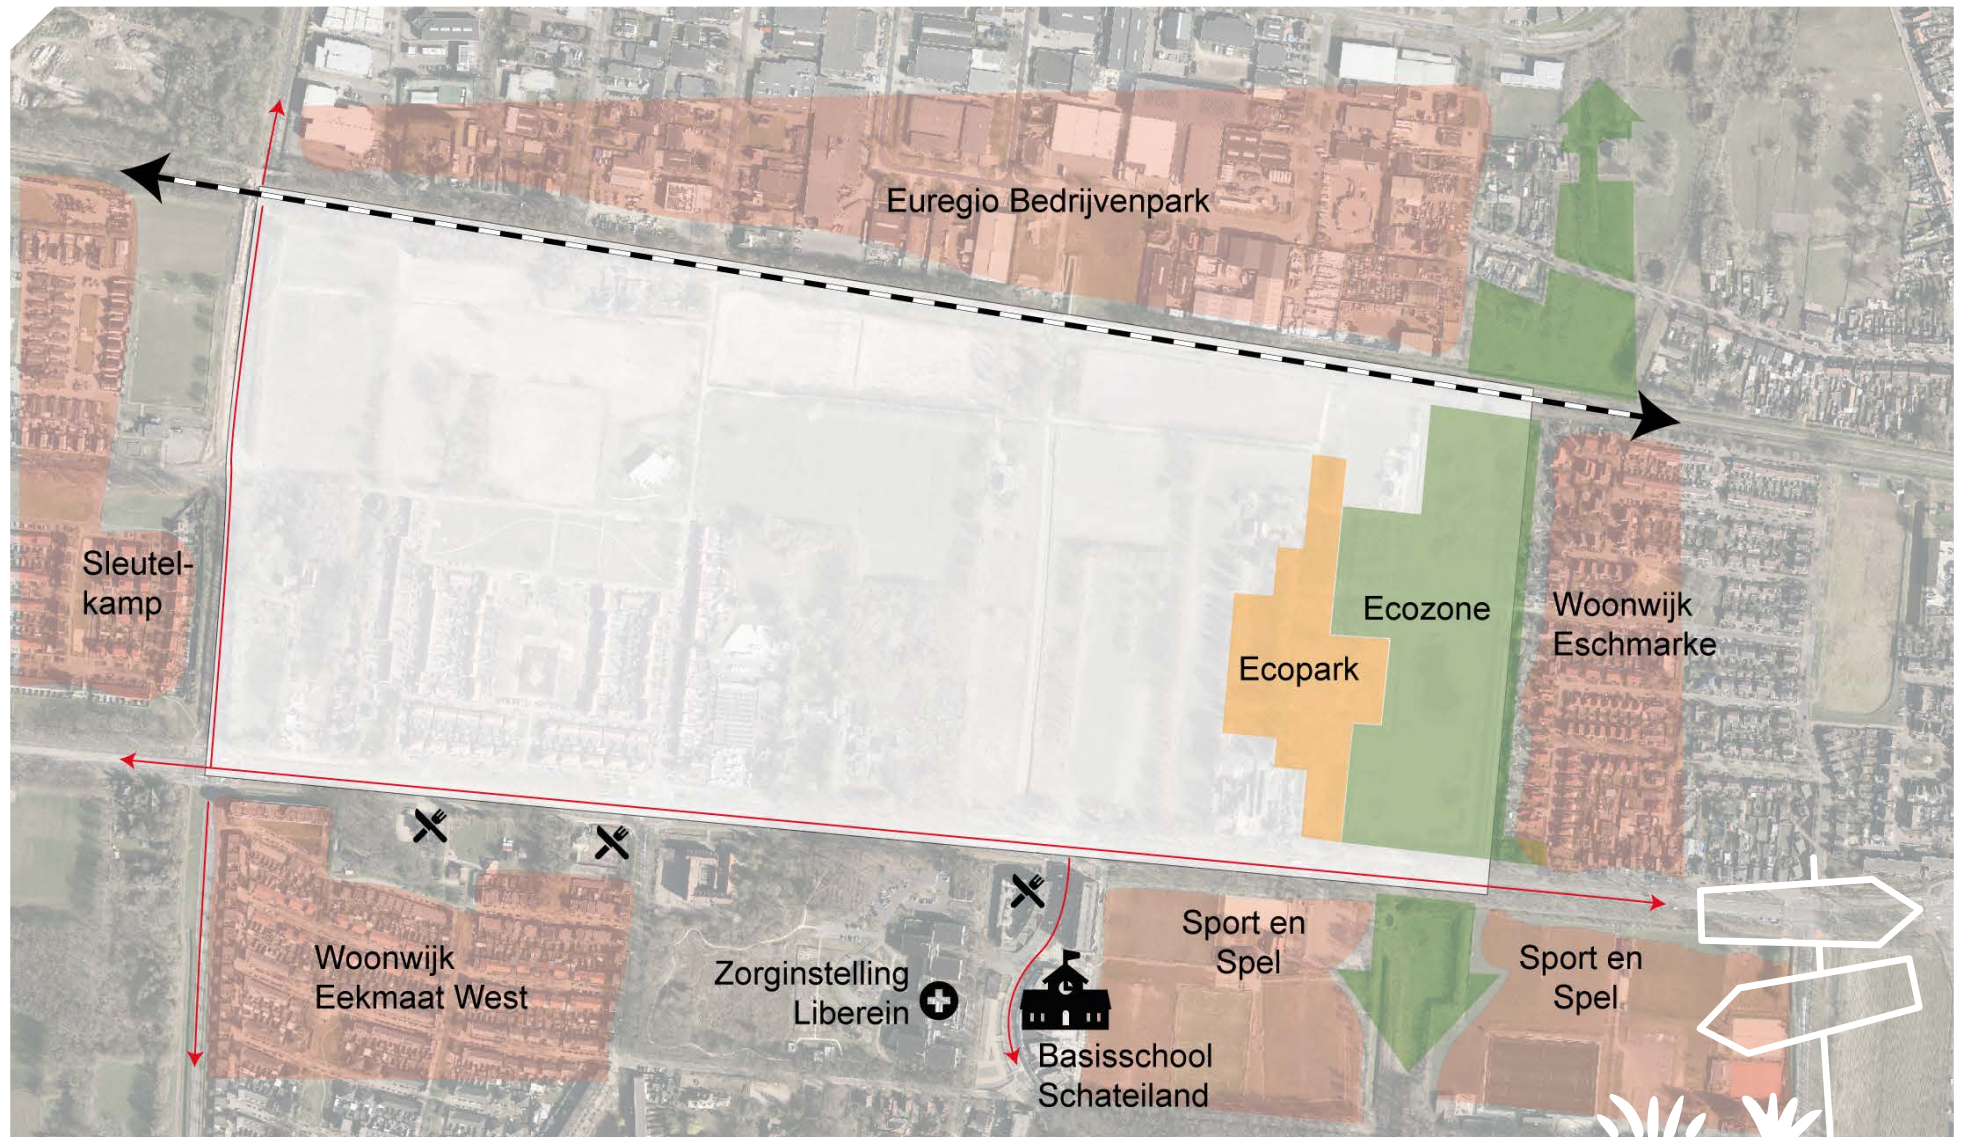 Euregio Bedrijvenpark
Sleutel-
kamp
Ecozone
Woonwijk
Eschmarke
Ecopark
Sport en
Spel
Sport en
Spel
Woonwijk
Eekmaat West
Zorginstelling
Liberein
Basisschool
Schateiland